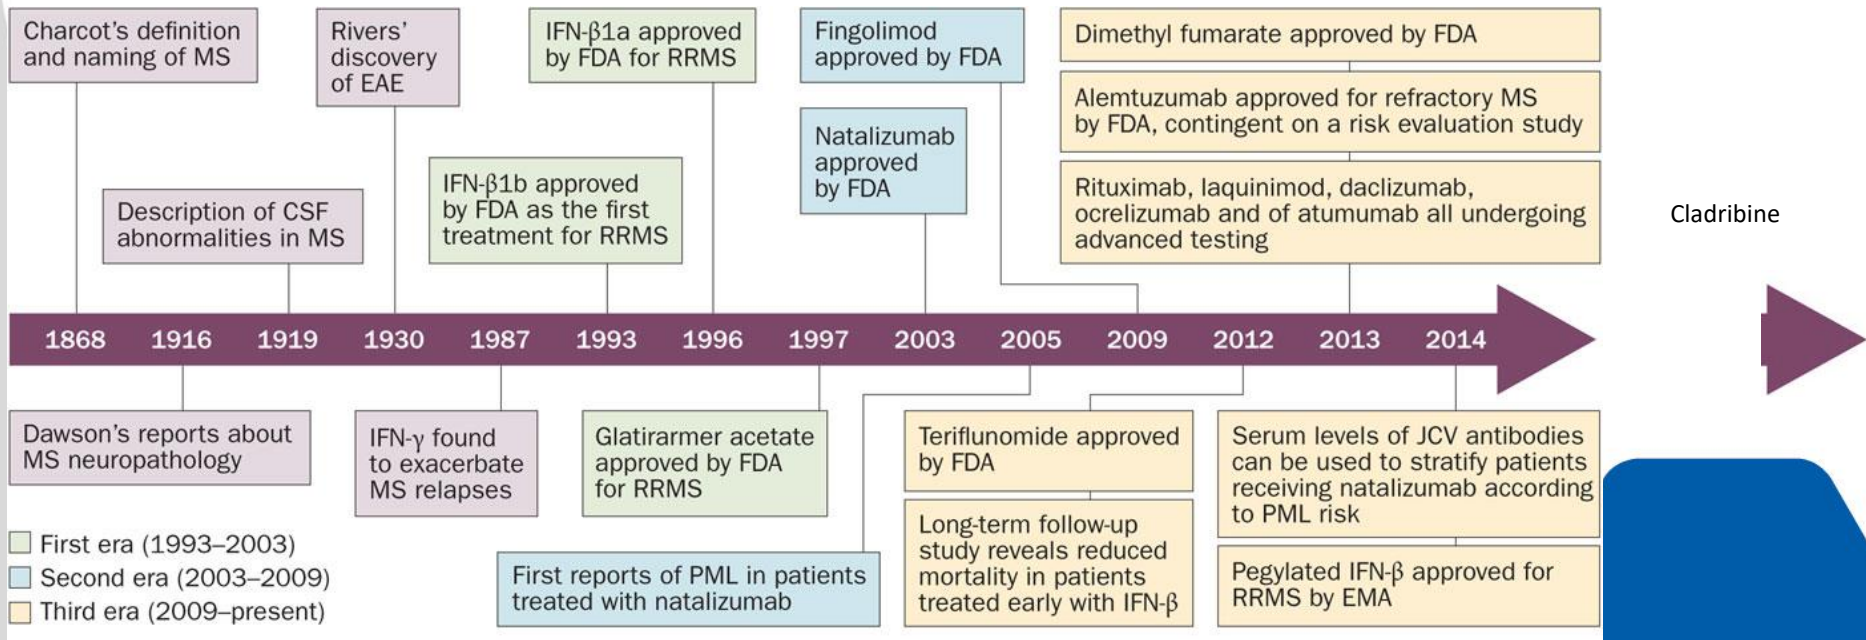 Charcot's definition
and naming of MS
Rivers'
discovery
of EAE
IFN-β1a approved
by FDA for RRMS
Fingolimod
approved by FDA
Dimethyl fumarate approved by FDA
Alemtuzumab approved for refractory MS
by FDA, contingent on a risk evaluation study
Natalizumab
approved
by FDA
IFN-β1b approved
by FDA as the first
treatment for RRMS
Rituximab, laquinimod, daclizumab,
ocrelizumab and of atumumab all undergoing
advanced testing
Description of CSF
abnormalities in MS
Cladribine
1868 1916 1919 1930 1987 1993 1996 1997 2003 2005 2009 2012 2013 2014
Dawson's reports about
MS neuropathology
IFN-γ found
to exacerbate
MS relapses
Glatirarmer acetate
approved by FDA
for RRMS
Teriflunomide approved
by FDA
Serum levels of JCV antibodies
can be used to stratify patients
receiving natalizumab according
to PML risk
Long-term follow-up
study reveals reduced
mortality in patients
treated early with IFN-β
First reports of PML in patients
treated with natalizumab
Pegylated IFN-β approved for
RRMS by EMA
First era (1993–2003)
Second era (2003–2009)
Third era (2009–present)